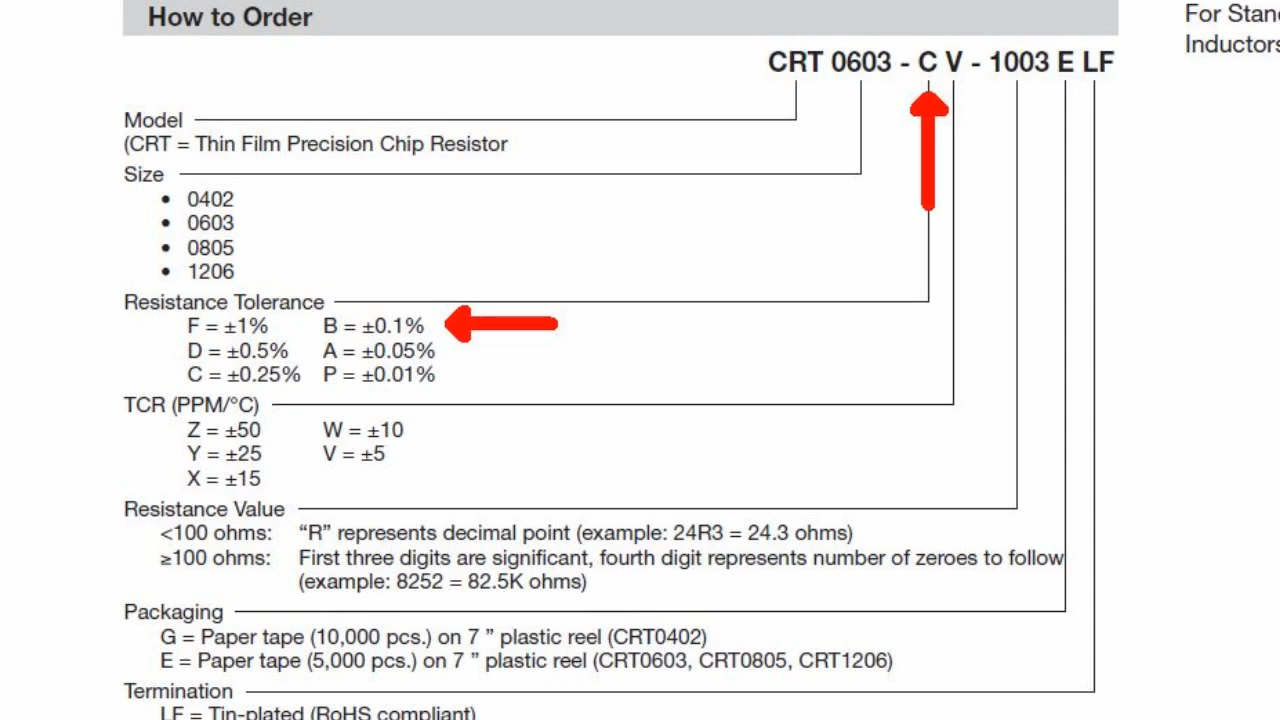 How to Order
For Stan
Inductors
CRT 0603 - C V - 1003 E LF
Model
(CRT = Thin Film Precision Chip Resistor
Size
• 0402
• 0603
• 0805
• 1206
Resistance Tolerance
F = ±1% B = ±0.1%
D = ±0.5% A = ±0.05%
C = ±0.25% P = ±0.01%
TCR (PPM/°C)
Z = ±50 W = ±10
Y = ±25 V = ±5
X = ±15
Resistance Value
<100 ohms: “R” represents decimal point (example: 24R3 = 24.3 ohms)
≥100 ohms: First three digits are significant, fourth digit represents number of zeroes to follow
(example: 8252 = 82.5K ohms)
Packaging
G = Paper tape (10,000 pcs.) on 7 ” plastic reel (CRT0402)
E = Paper tape (5,000 pcs.) on 7 ” plastic reel (CRT0603, CRT0805, CRT1206)
Termination
LF = Tin-plated (RoHS compliant)